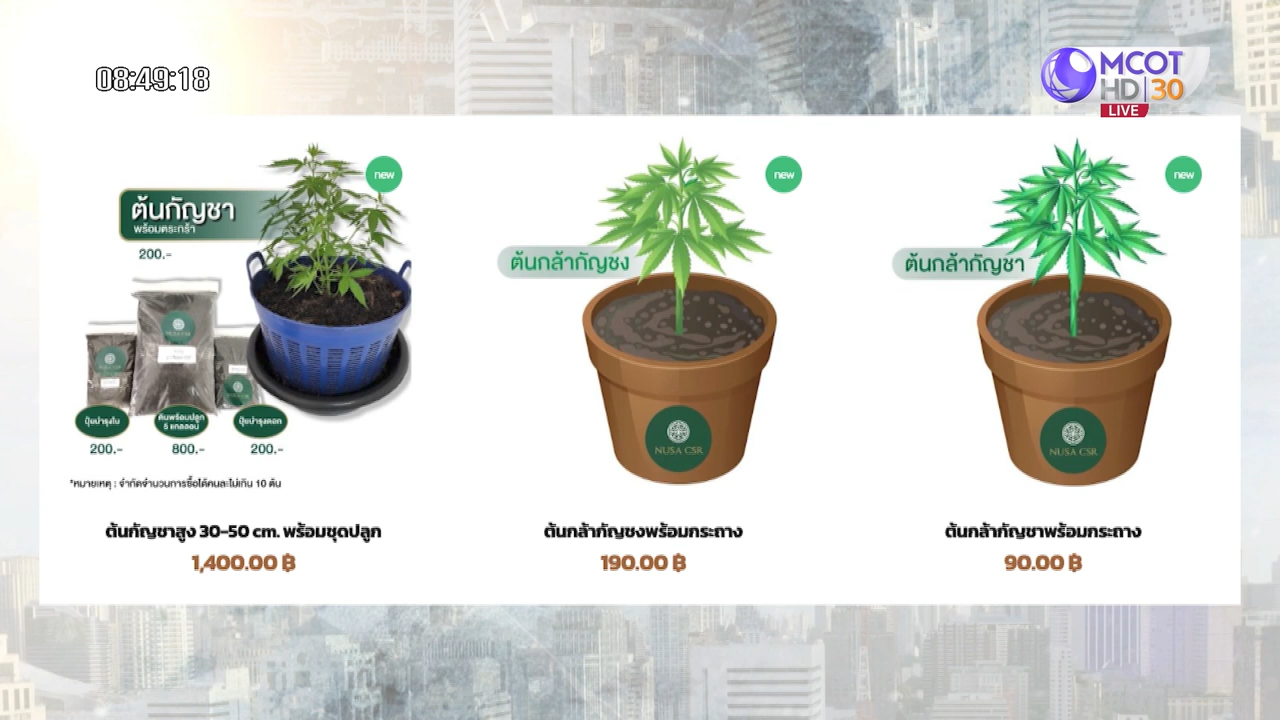 08:49:18
MCOT
HD 30
LIVE
new
ต้นกัญชา
พร้อมตระกร้า
200.-
NUSA CSR
ปุ๋ยบำรุงใบ
ดินพร้อมปลูก
5 แกลลอน
ปุ๋ยบำรุงดอก
200.-
800.-
200.-
*หมายเหตุ : จำกัดจำนวนการซื้อได้คนละไม่เกิน 10 ต้น
ต้นกัญชาสูง 30-50 cm. พร้อมชุดปลูก
1,400.00 ฿
new
ต้นกล้ากัญชง
NUSA CSR
ต้นกล้ากัญชงพร้อมกระถาง
190.00 ฿
new
ต้นกล้ากัญชา
NUSA CSR
ต้นกล้ากัญชาพร้อมกระถาง
90.00 ฿